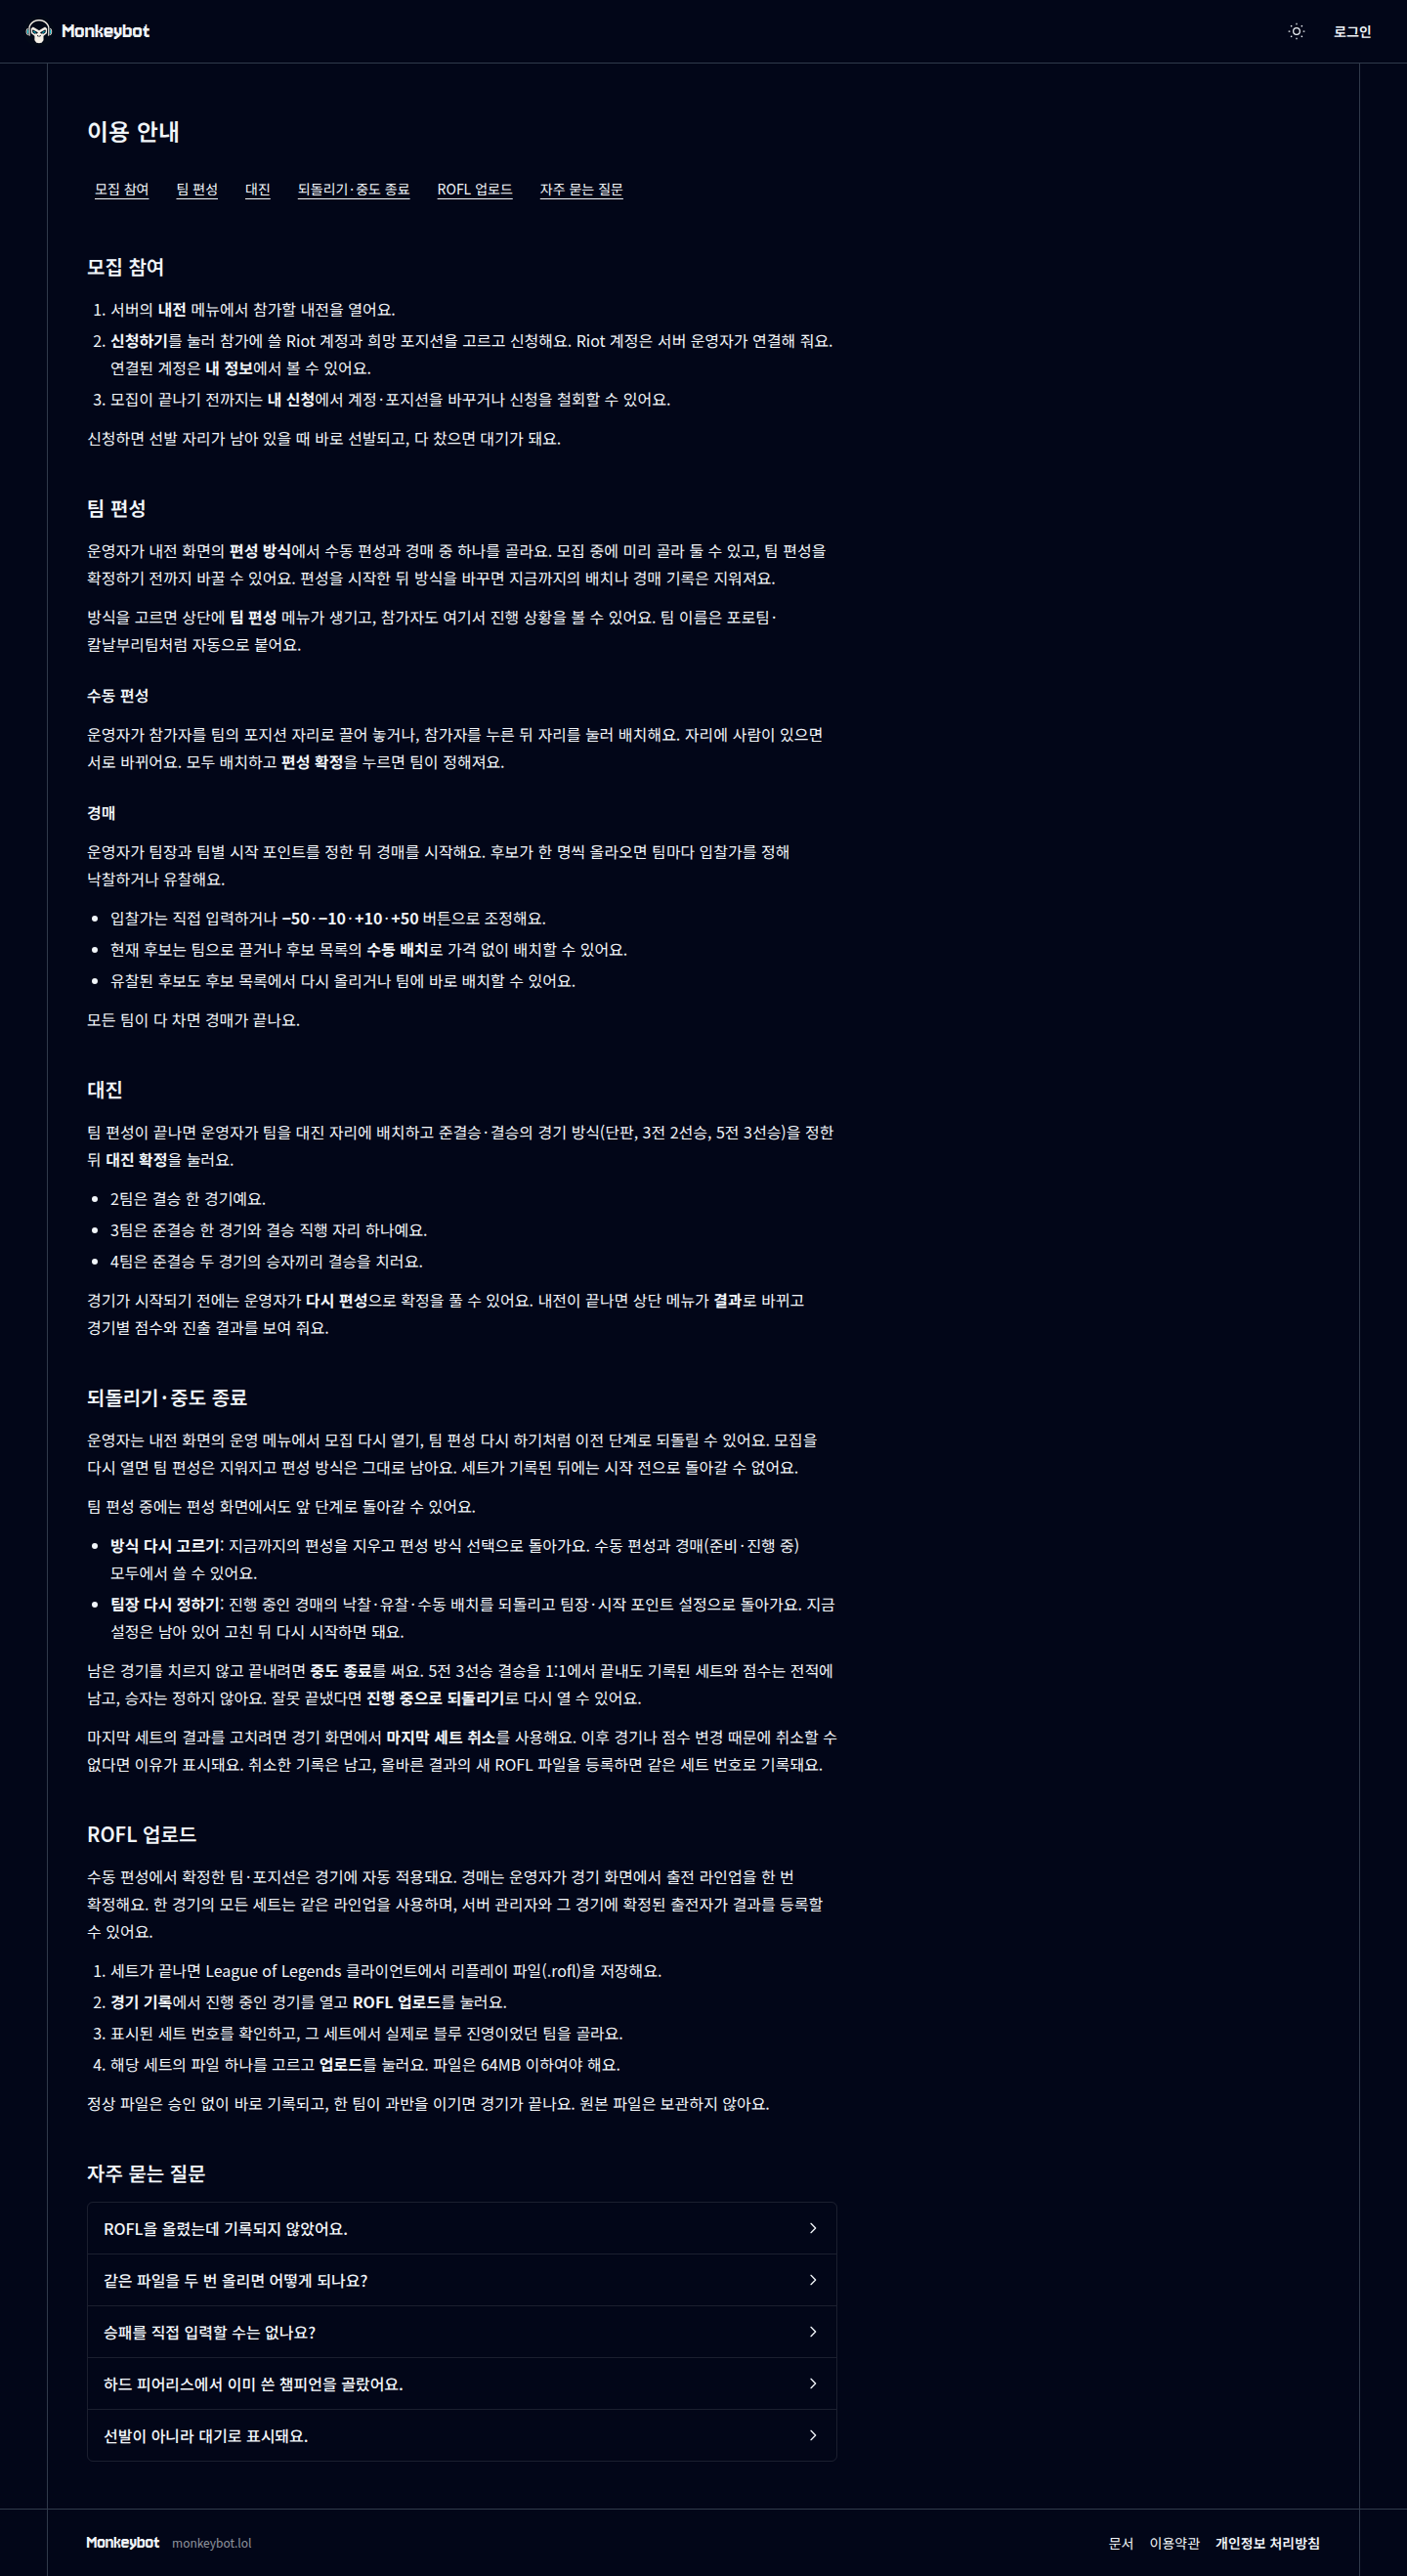 Monkeybot
로그인
이용 안내
모집 참여 팀 편성 대진 되돌리기·중도 종료 ROFL 업로드 자주 묻는 질문
모집 참여
1. 서버의 내전 메뉴에서 참가할 내전을 열어요.
2. 신청하기를 눌러 참가에 쓸 Riot 계정과 희망 포지션을 고르고 신청해요. Riot 계정은 서버 운영자가 연결해 줘요.
연결된 계정은 내 정보에서 볼 수 있어요.
3. 모집이 끝나기 전까지는 내 신청에서 계정·포지션을 바꾸거나 신청을 철회할 수 있어요.
신청하면 선발 자리가 남아 있을 때 바로 선발되고, 다 찼으면 대기가 돼요.
팀 편성
운영자가 내전 화면의 편성 방식에서 수동 편성과 경매 중 하나를 골라요. 모집 중에 미리 골라 둘 수 있고, 팀 편성을
확정하기 전까지 바꿀 수 있어요. 편성을 시작한 뒤 방식을 바꾸면 지금까지의 배치나 경매 기록은 지워져요.
방식을 고르면 상단에 팀 편성 메뉴가 생기고, 참가자도 여기서 진행 상황을 볼 수 있어요. 팀 이름은 포로팀·
칼날부리팀처럼 자동으로 붙어요.
수동 편성
운영자가 참가자를 팀의 포지션 자리로 끌어 놓거나, 참가자를 누른 뒤 자리를 눌러 배치해요. 자리에 사람이 있으면
서로 바뀌어요. 모두 배치하고 편성 확정을 누르면 팀이 정해져요.
경매
운영자가 팀장과 팀별 시작 포인트를 정한 뒤 경매를 시작해요. 후보가 한 명씩 올라오면 팀마다 입찰가를 정해
낙찰하거나 유찰해요.
• 입찰가는 직접 입력하거나 −50·−10·+10·+50 버튼으로 조정해요.
• 현재 후보는 팀으로 끌거나 후보 목록의 수동 배치로 가격 없이 배치할 수 있어요.
• 유찰된 후보도 후보 목록에서 다시 올리거나 팀에 바로 배치할 수 있어요.
모든 팀이 다 차면 경매가 끝나요.
대진
팀 편성이 끝나면 운영자가 팀을 대진 자리에 배치하고 준결승·결승의 경기 방식(단판, 3전 2선승, 5전 3선승)을 정한
뒤 대진 확정을 눌러요.
• 2팀은 결승 한 경기예요.
• 3팀은 준결승 한 경기와 결승 직행 자리 하나예요.
• 4팀은 준결승 두 경기의 승자끼리 결승을 치러요.
경기가 시작되기 전에는 운영자가 다시 편성으로 확정을 풀 수 있어요. 내전이 끝나면 상단 메뉴가 결과로 바뀌고
경기별 점수와 진출 결과를 보여 줘요.
되돌리기·중도 종료
운영자는 내전 화면의 운영 메뉴에서 모집 다시 열기, 팀 편성 다시 하기처럼 이전 단계로 되돌릴 수 있어요. 모집을
다시 열면 팀 편성은 지워지고 편성 방식은 그대로 남아요. 세트가 기록된 뒤에는 시작 전으로 돌아갈 수 없어요.
팀 편성 중에는 편성 화면에서도 앞 단계로 돌아갈 수 있어요.
• 방식 다시 고르기: 지금까지의 편성을 지우고 편성 방식 선택으로 돌아가요. 수동 편성과 경매(준비·진행 중)
모두에서 쓸 수 있어요.
• 팀장 다시 정하기: 진행 중인 경매의 낙찰·유찰·수동 배치를 되돌리고 팀장·시작 포인트 설정으로 돌아가요. 지금
설정은 남아 있어 고친 뒤 다시 시작하면 돼요.
남은 경기를 치르지 않고 끝내려면 중도 종료를 써요. 5전 3선승 결승을 1:1에서 끝내도 기록된 세트와 점수는 전적에
남고, 승자는 정하지 않아요. 잘못 끝냈다면 진행 중으로 되돌리기로 다시 열 수 있어요.
마지막 세트의 결과를 고치려면 경기 화면에서 마지막 세트 취소를 사용해요. 이후 경기나 점수 변경 때문에 취소할 수
없다면 이유가 표시돼요. 취소한 기록은 남고, 올바른 결과의 새 ROFL 파일을 등록하면 같은 세트 번호로 기록돼요.
ROFL 업로드
수동 편성에서 확정한 팀·포지션은 경기에 자동 적용돼요. 경매는 운영자가 경기 화면에서 출전 라인업을 한 번
확정해요. 한 경기의 모든 세트는 같은 라인업을 사용하며, 서버 관리자와 그 경기에 확정된 출전자가 결과를 등록할
수 있어요.
1. 세트가 끝나면 League of Legends 클라이언트에서 리플레이 파일(.rofl)을 저장해요.
2. 경기 기록에서 진행 중인 경기를 열고 ROFL 업로드를 눌러요.
3. 표시된 세트 번호를 확인하고, 그 세트에서 실제로 블루 진영이었던 팀을 골라요.
4. 해당 세트의 파일 하나를 고르고 업로드를 눌러요. 파일은 64MB 이하여야 해요.
정상 파일은 승인 없이 바로 기록되고, 한 팀이 과반을 이기면 경기가 끝나요. 원본 파일은 보관하지 않아요.
자주 묻는 질문
ROFL을 올렸는데 기록되지 않았어요.
같은 파일을 두 번 올리면 어떻게 되나요?
승패를 직접 입력할 수는 없나요?
하드 피어리스에서 이미 쓴 챔피언을 골랐어요.
선발이 아니라 대기로 표시돼요.
Monkeybot monkeybot.lol
문서 이용약관 개인정보 처리방침